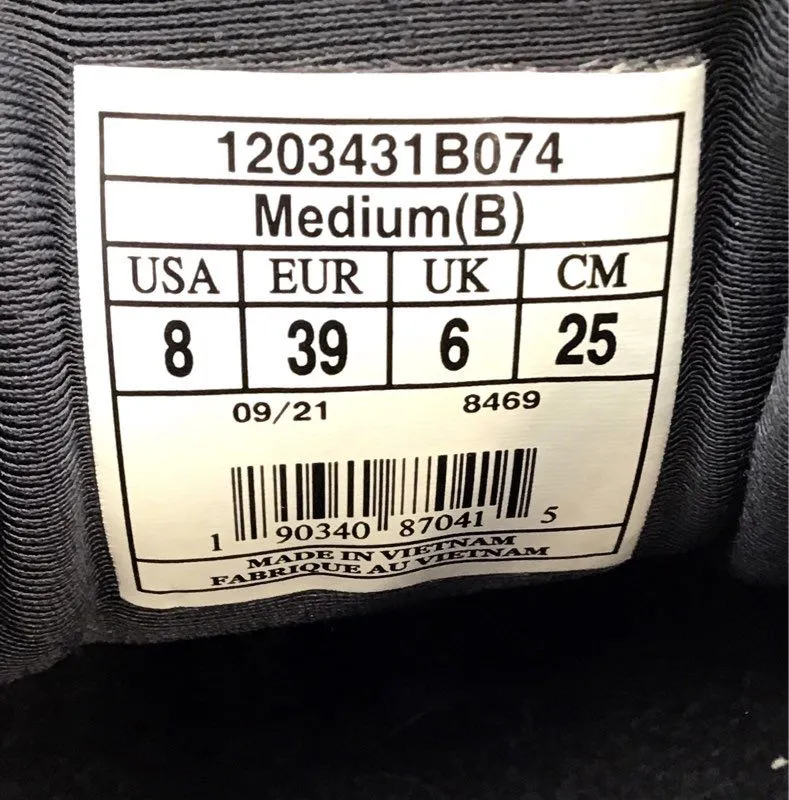 1203431B074
Medium(B)
USA EUR UK CM
8 39 6 25
09/21 8469
1 90340 87041 5
MADE IN VIETNAM
FABRIQUE AU VIETNAM